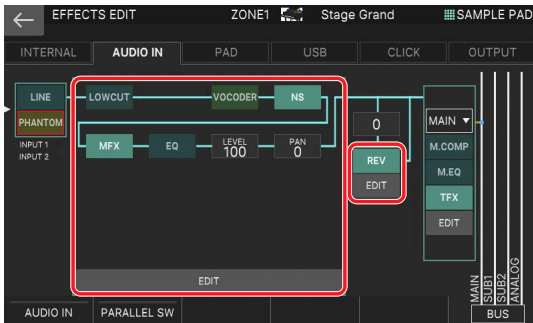 EFFECTS EDIT ZONE1 Stage Grand SAMPLE PAD
INTERNAL AUDIO IN PAD USB CLICK OUTPUT
LINE LOWCUT VOCODER NS
PHANTOM 0 MAIN
INPUT 1
INPUT 2
MFX EQ LEVEL 100 PAN 0
REV
EDIT
M.COMP
M.EQ
TFX
EDIT
EDIT
MAIN
SUB1
SUB2
ANALOG
AUDIO IN PARALLEL SW BUS